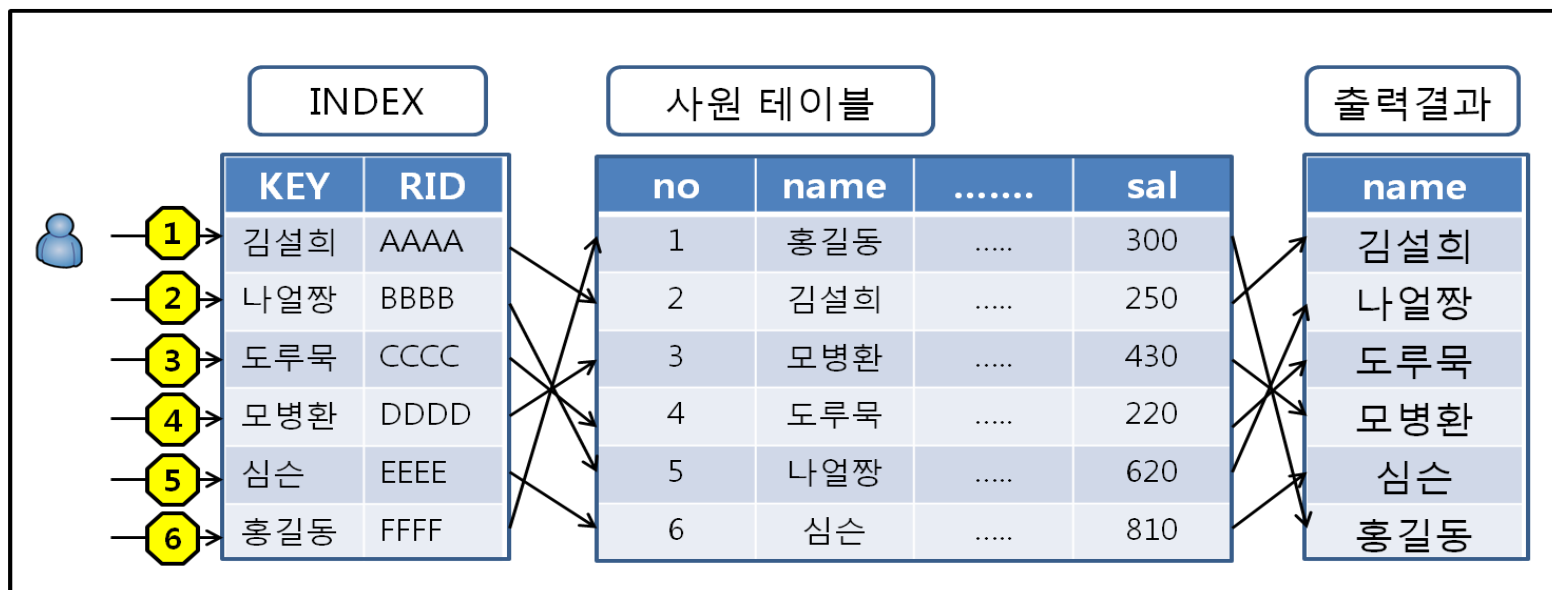 INDEX 사원 테이블 출력결과
KEY RID no name ....... sal name
1 김설희 AAAA 1 홍길동 ..... 300 김설희
2 나얼짱 BBBB 2 김설희 ..... 250 나얼짱
3 도루묵 CCCC 3 모병환 ..... 430 도루묵
4 모병환 DDDD 4 도루묵 ..... 220 모병환
5 심슨 EEEE 5 나얼짱 ..... 620 심슨
6 홍길동 FFFF 6 심슨 ..... 810 홍길동